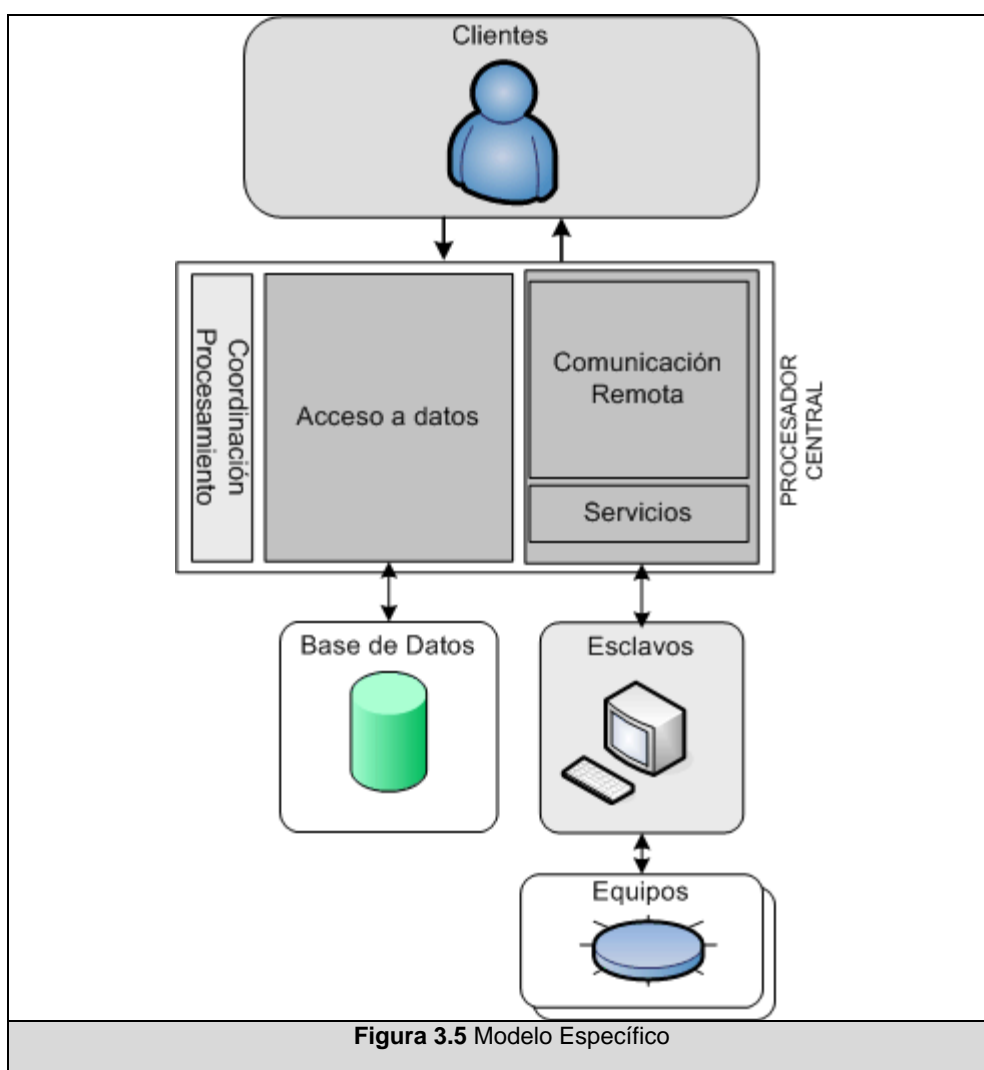 Clientes
Coordinación
Procesamiento
Acceso a datos
Comunicación
Remota
Servicios
PROCESADOR
CENTRAL
Base de Datos
Esclavos
Equipos
Figura 3.5 Modelo Específico